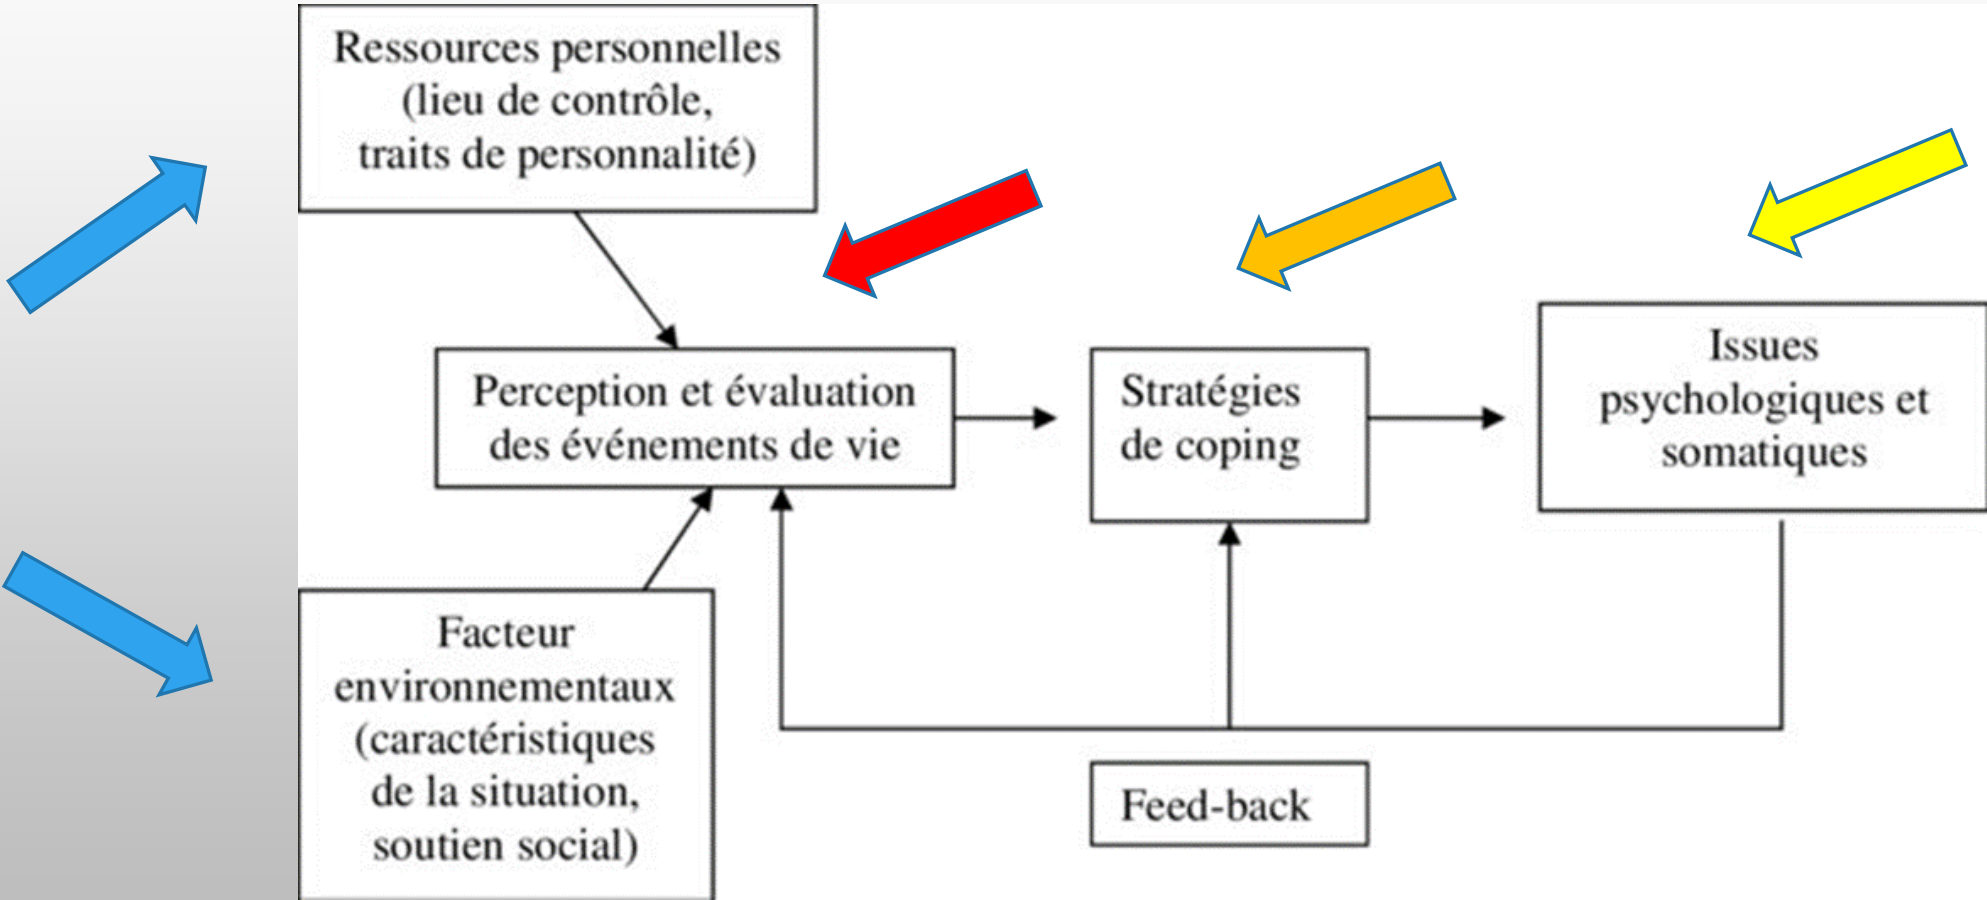 Ressources personnelles
(lieu de contrôle,
traits de personnalité)
Perception et évaluation
des événements de vie
Stratégies
de coping
Issues
psychologiques et
somatiques
Facteur
environnementaux
(caractéristiques
de la situation,
soutien social)
Feed-back